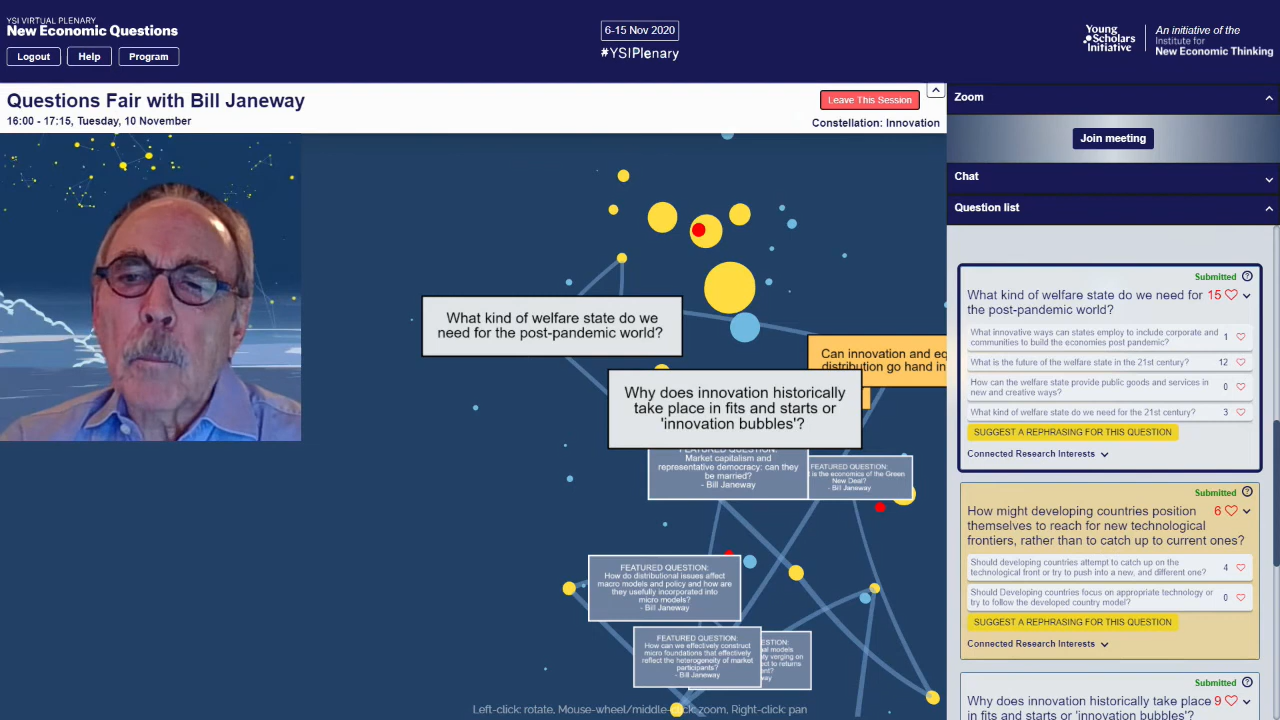 YSI VIRTUAL PLENARY
New Economic Questions
Logout
Help
Program
6-15 Nov 2020
#YSIPlenary
Young
Scholars
Initiative
An initiative of the
Institute for
New Economic Thinking
Questions Fair with Bill Janeway
16:00 - 17:15, Tuesday, 10 November
Leave This Session
Constellation: Innovation
What kind of welfare state do we
need for the post-pandemic world?
Can innovation and
distribution go hand in
Why does innovation historically
take place in fits and starts or
'innovation bubbles'?
FEATURED QUESTION:
Market capitalism and
representative democracy: can they
be married?
- Bill Janeway
FEATURED QUESTION:
is the economics of the Green
New Deal?
- Bill Janeway
FEATURED QUESTION:
How do distributional issues affect
macro models and policy and how are
they usefully incorporated into
micro models?
- Bill Janeway
FEATURED QUESTION:
How can we effectively construct
micro foundations that effectively
reflect the heterogeneity of market
participants?
- Bill Janeway
models
verging on
to returns
Left-click: rotate, Mouse-wheel/middle-click: zoom, Right-click: pan
Zoom
Join meeting
Chat
Question list
Submitted
What kind of welfare state do we need for 15
the post-pandemic world?
What innovative ways can states employ to include corporate and
communities to build the economies post pandemic? 1
What is the future of the welfare state in the 21st century? 12
How can the welfare state provide public goods and services in
new and creative ways? 0
What kind of welfare state do we need for the 21st century? 3
SUGGEST A REPHRASING FOR THIS QUESTION
Connected Research Interests
Submitted
How might developing countries position 6
themselves to reach for new technological
frontiers, rather than to catch up to current ones?
Should developing countries attempt to catch up on the
technological front or try to push into a new, and different one? 4
Should Developing countries focus on appropriate technology or
try to follow the developed country model? 0
SUGGEST A REPHRASING FOR THIS QUESTION
Connected Research Interests
Submitted
Why does innovation historically take place 9
in fits and starts or 'innovation bubbles'?